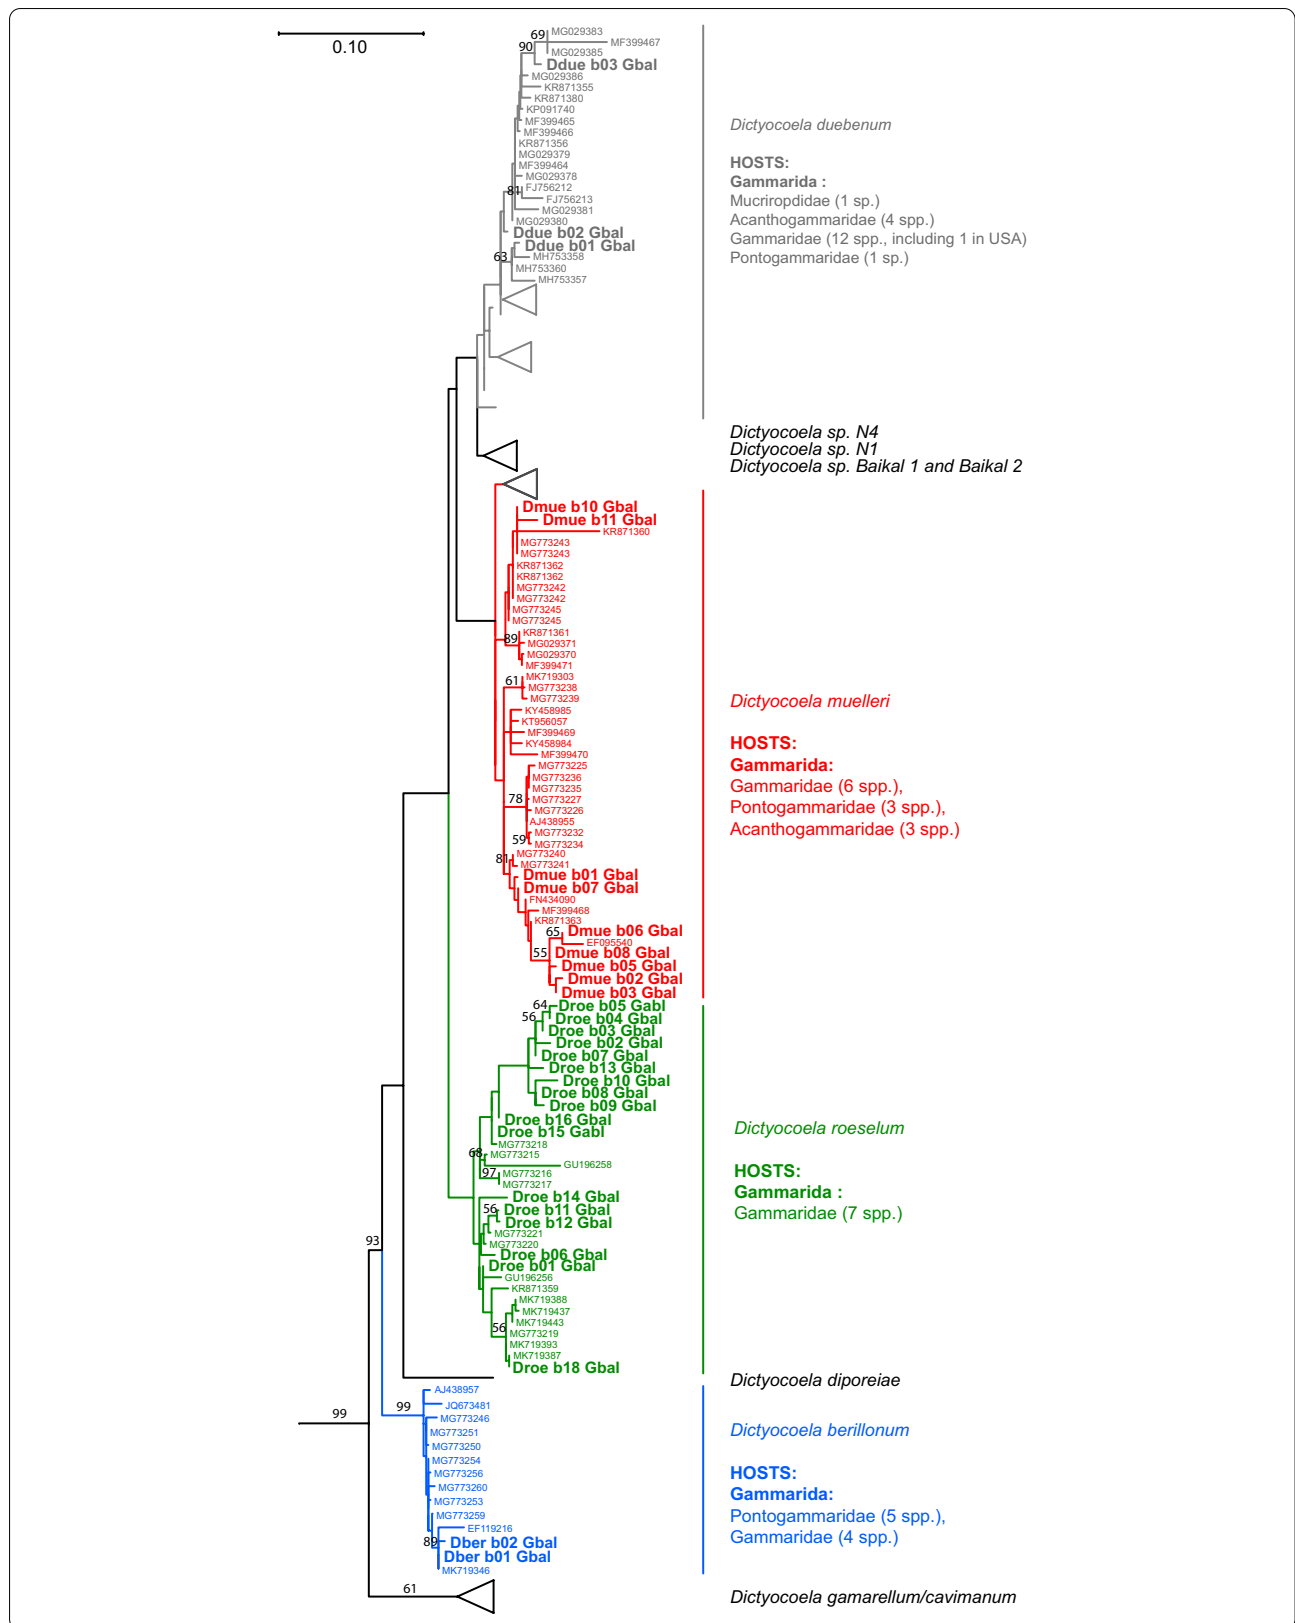 0.10
69
MG029383
MF399467
90
MG029385
Ddue b03 Gbal
MG029386
KR871355
KR871380
KP091740
MF399465
MF399466
KR871356
MG029379
MF399464
MG029378
81
FJ756212
FJ756213
MG029381
MG029380
Ddue b02 Gbal
Ddue b01 Gbal
63
MH753358
MH753360
MH753357
Dictyocoela duebenum
HOSTS:
Gammarida :
Mucriropdidae (1 sp.)
Acanthogammaridae (4 spp.)
Gammaridae (12 spp., including 1 in USA)
Pontogammaridae (1 sp.)
Dictyocoela sp. N4
Dictyocoela sp. N1
Dictyocoela sp. Baikal 1 and Baikal 2
Dmue b10 Gbal
Dmue b11 Gbal
KR871360
MG773243
MG773243
KR871362
KR871362
MG773242
MG773242
MG773245
MG773245
KR871361
89
MG029371
MG029370
MF399471
MK719303
61
MG773238
MG773239
KY458985
KT956057
MF399469
KY458984
MF399470
MG773225
MG773236
MG773235
78
MG773227
MG773226
AJ438955
MG773232
59
MG773234
MG773240
81
MG773241
Dmue b01 Gbal
Dmue b07 Gbal
FN434090
MF399468
KR871363
65
Dmue b06 Gbal
EF095540
55
Dmue b08 Gbal
Dmue b05 Gbal
Dmue b02 Gbal
Dmue b03 Gbal
Dictyocoela muelleri
HOSTS:
Gammarida:
Gammaridae (6 spp.),
Pontogammaridae (3 spp.),
Acanthogammaridae (3 spp.)
64
Droe b05 Gabl
56
Droe b04 Gbal
Droe b03 Gbal
Droe b02 Gbal
Droe b07 Gbal
Droe b13 Gbal
Droe b10 Gbal
Droe b08 Gbal
Droe b09 Gbal
Droe b16 Gbal
Droe b15 Gabl
MG773218
68
MG773215
GU196258
97
MG773216
MG773217
Droe b14 Gbal
56
Droe b11 Gbal
Droe b12 Gbal
MG773221
MG773220
Droe b06 Gbal
Droe b01 Gbal
GU196256
KR871359
MK719388
MK719437
MK719443
56
MG773219
MK719393
MK719387
Droe b18 Gbal
Dictyocoela roeselum
HOSTS:
Gammarida :
Gammaridae (7 spp.)
93
Dictyocoela diporeiae
99
99
AJ438957
JQ673481
MG773246
MG773251
MG773250
MG773254
MG773256
MG773260
MG773253
MG773259
EF119216
89
Dber b02 Gbal
Dber b01 Gbal
MK719346
Dictyocoela berillonum
HOSTS:
Gammarida:
Pontogammaridae (5 spp.),
Gammaridae (4 spp.)
61
Dictyocoela gamarellum/cavimanum